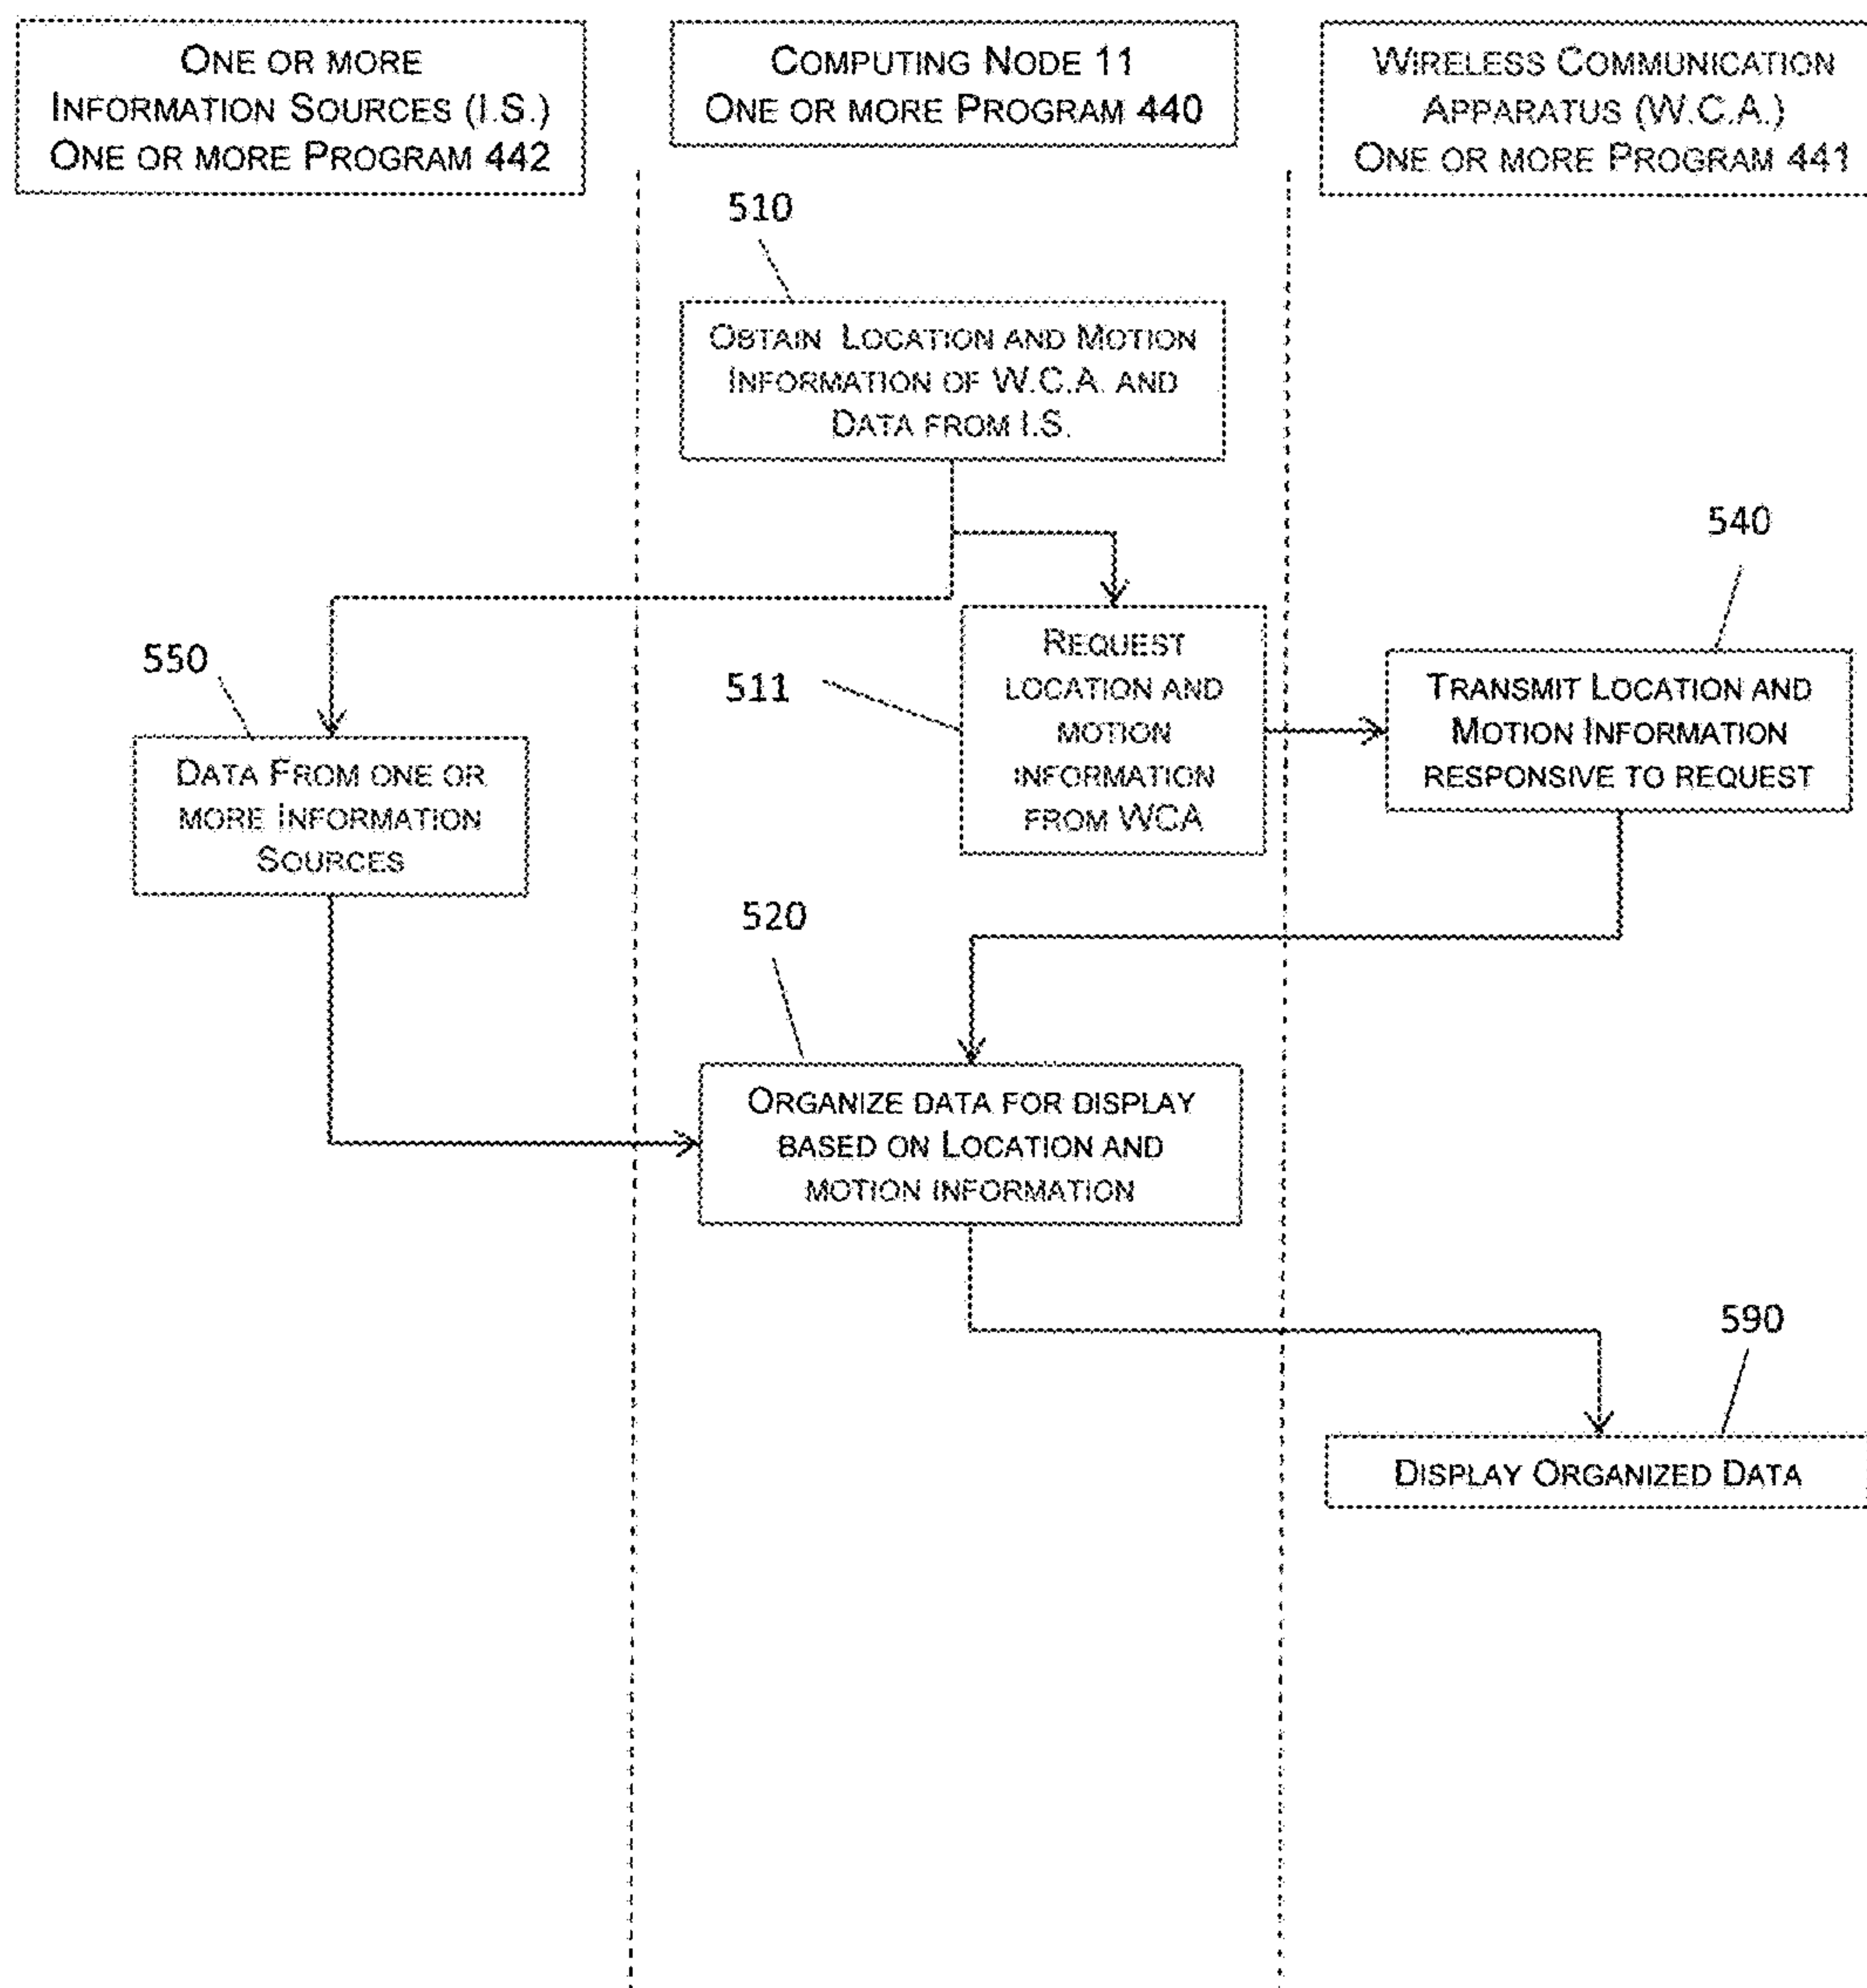 ONE OR MORE
INFORMATION SOURCES (I.S.)
ONE OR MORE PROGRAM 442
COMPUTING NODE 11
ONE OR MORE PROGRAM 440
WIRELESS COMMUNICATION
APPARATUS (W.C.A.)
ONE OR MORE PROGRAM 441
510
OBTAIN LOCATION AND MOTION
INFORMATION OF W.C.A. AND
DATA FROM I.S.
540
550
511
REQUEST
LOCATION AND
MOTION
INFORMATION
FROM WCA
TRANSMIT LOCATION AND
MOTION INFORMATION
RESPONSIVE TO REQUEST
DATA FROM ONE OR
MORE INFORMATION
SOURCES
520
ORGANIZE DATA FOR DISPLAY
BASED ON LOCATION AND
MOTION INFORMATION
590
DISPLAY ORGANIZED DATA